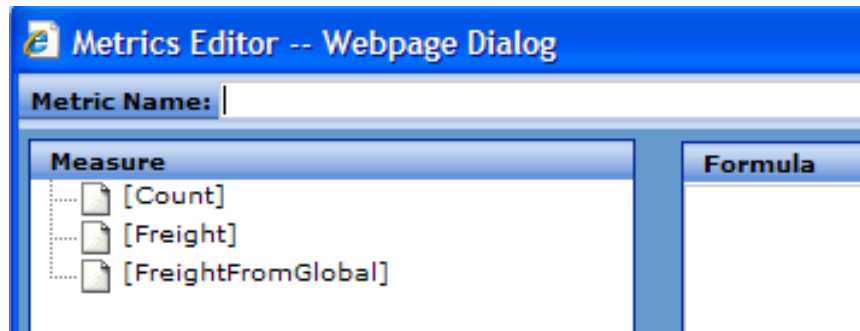 Metrics Editor -- Webpage Dialog
Metric Name:
Measure
Formula
[Count]
[Freight]
[FreightFromGlobal]